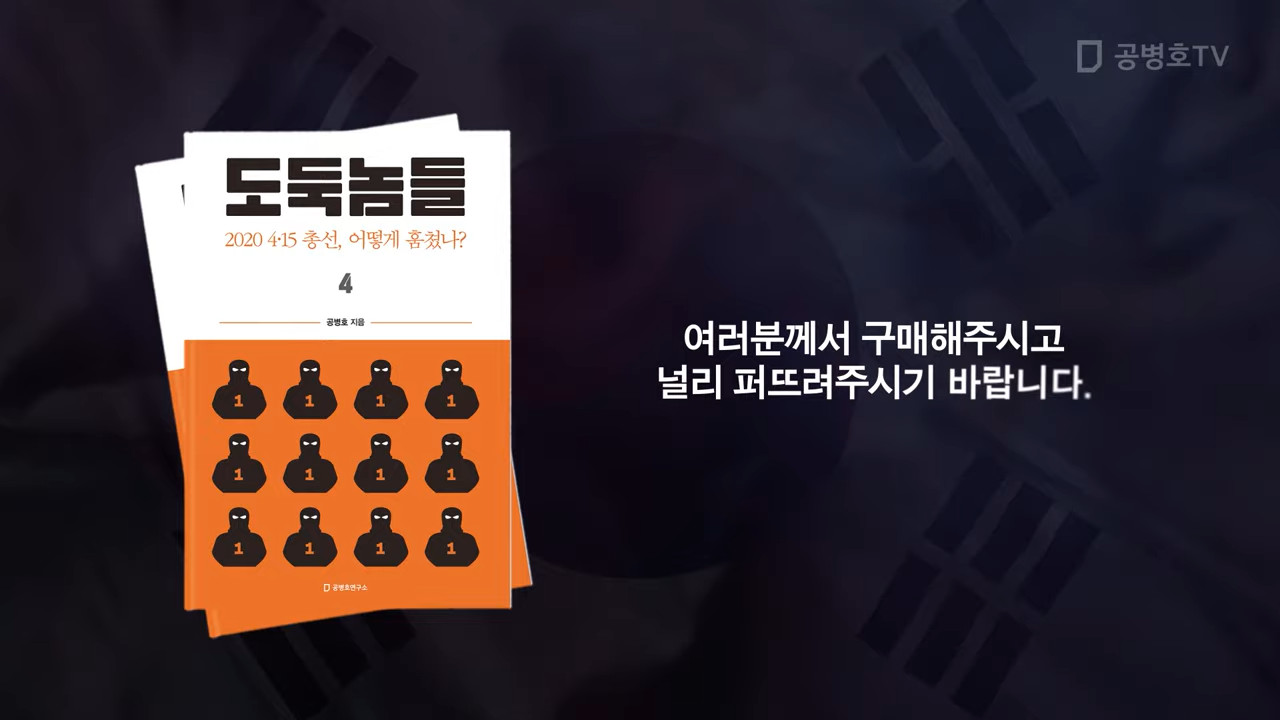 공병호TV
도둑놈들
2020 4·15 총선, 어떻게 훔쳤나?
4
공병호 지음
1 1 1 1
1 1 1 1
1 1 1 1
공병호연구소
여러분께서 구매해주시고
널리 퍼뜨려주시기 바랍니다.